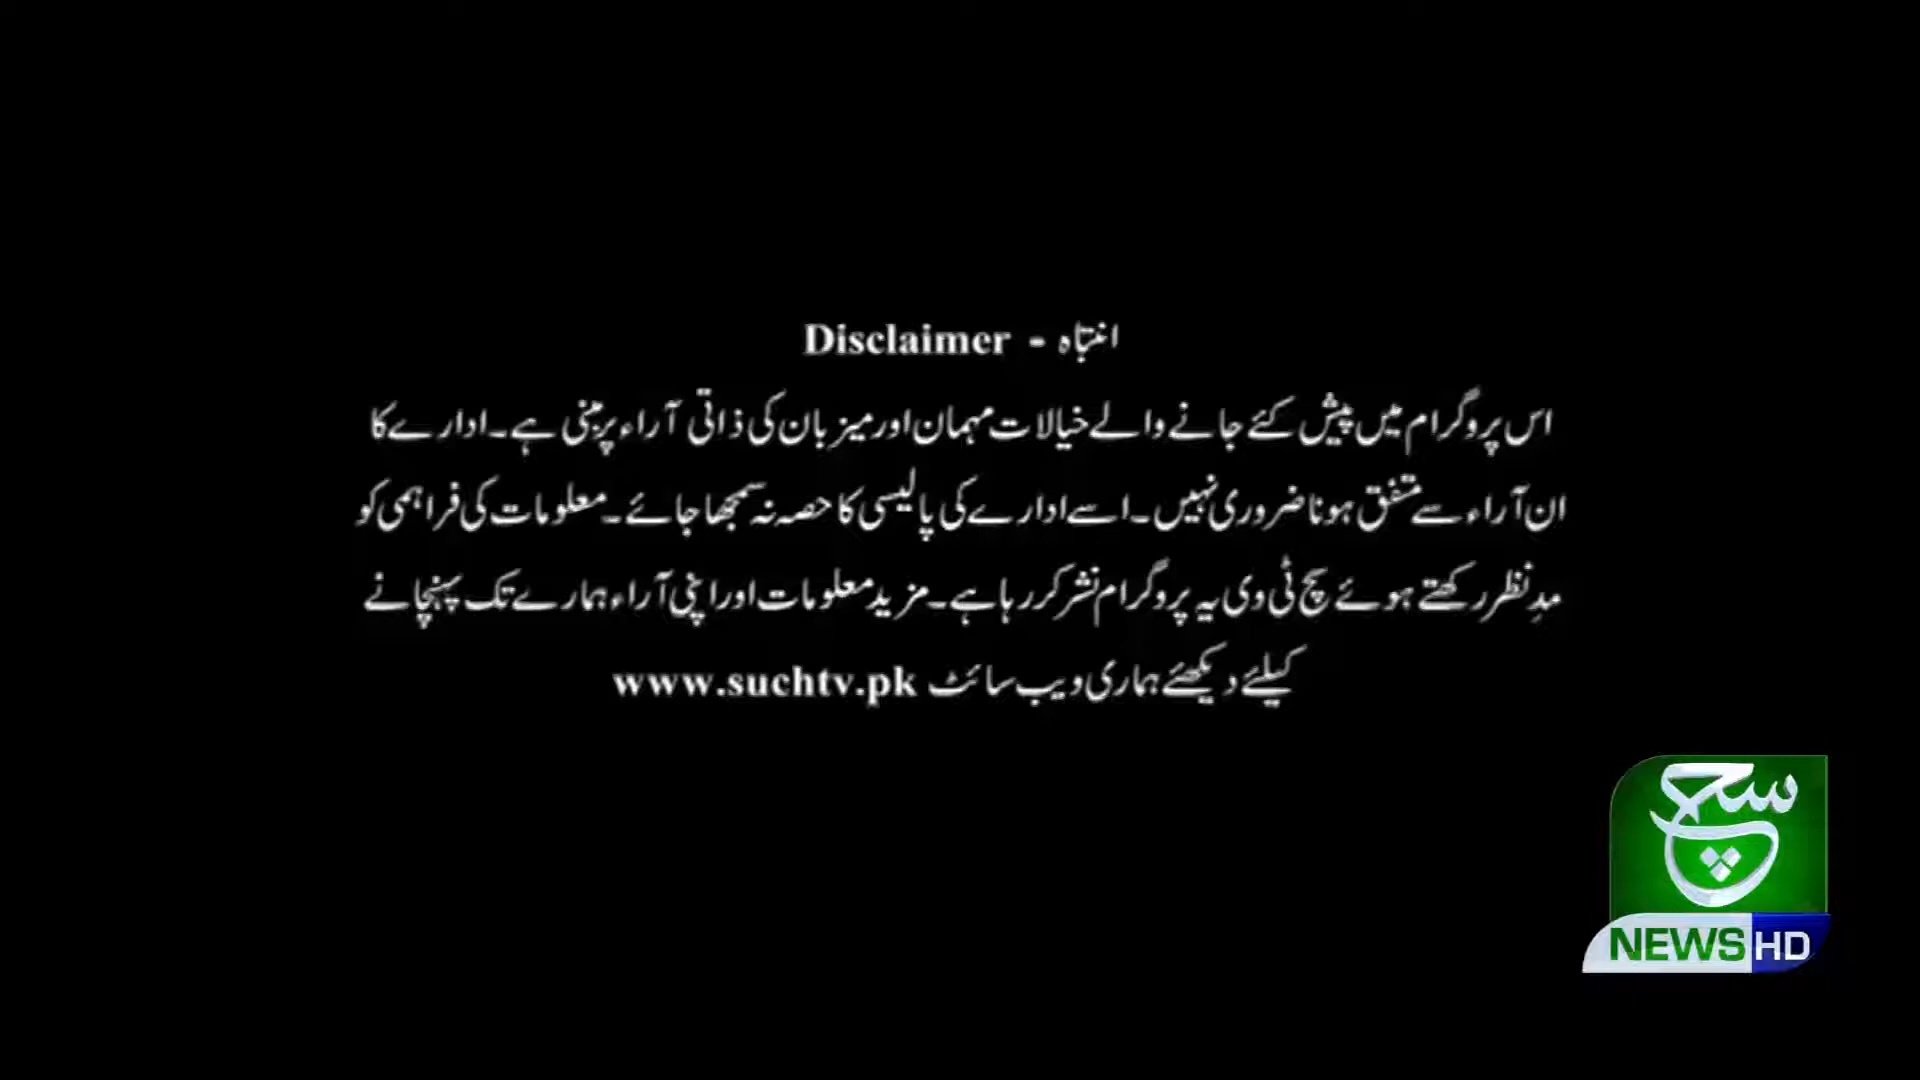 انتباہ - Disclaimer
اس پروگرام میں پیش کئے جانے والے خیالات مہمان اور میزبان کی ذاتی آراء پر مبنی ہے۔ ادارے کا
ان آراء سے متفق ہونا ضروری نہیں۔ اسے ادارے کی پالیسی کا حصہ نہ سمجھا جائے۔ معلومات کی فراہمی کو
مدِنظر رکھتے ہوئے سچ ٹی وی یہ پروگرام نشر کر رہا ہے۔ مزید معلومات اور اپنی آراء ہمارے تک پہنچانے
کیلئے دیکھئے ہماری ویب سائٹ www.suchtv.pk
سچ
NEWS HD